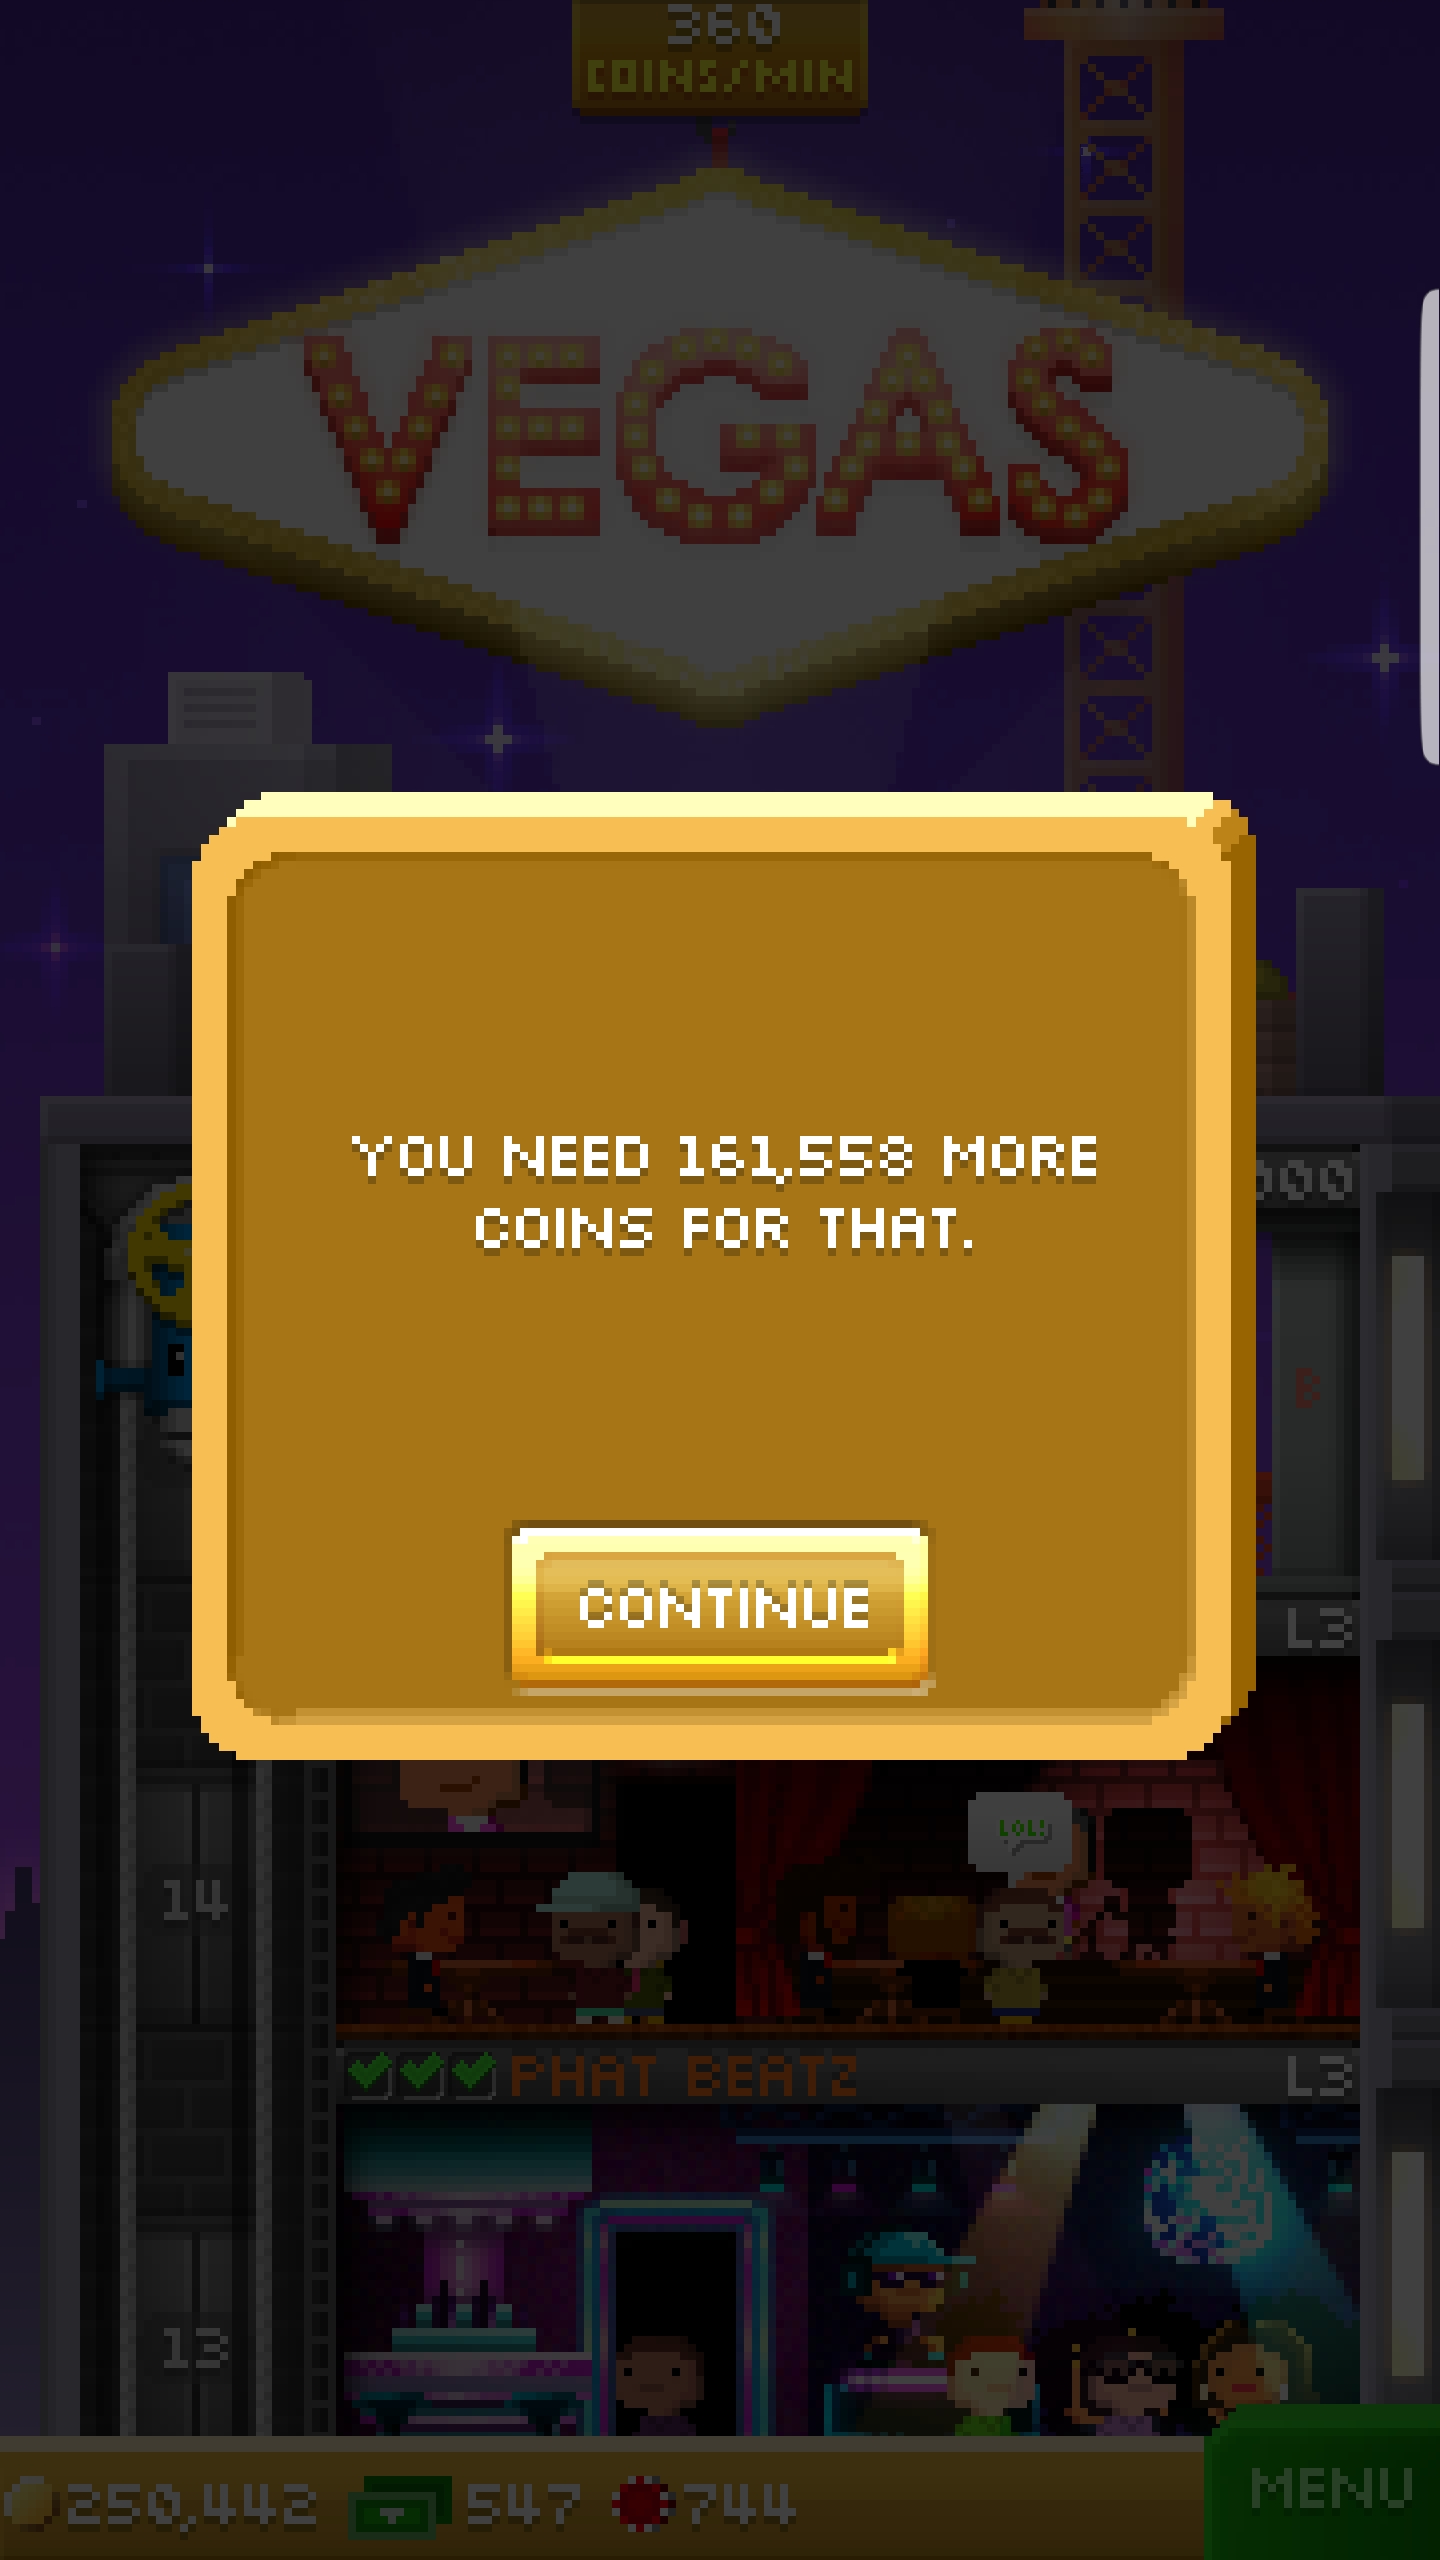 360
COINS/MIN
VEGAS
YOU NEED 161,558 MORE
COINS FOR THAT.
000
B
CONTINUE
L3
LOL!
14
PHAT BEATZ
L3
13
250,442
547
744
MENU